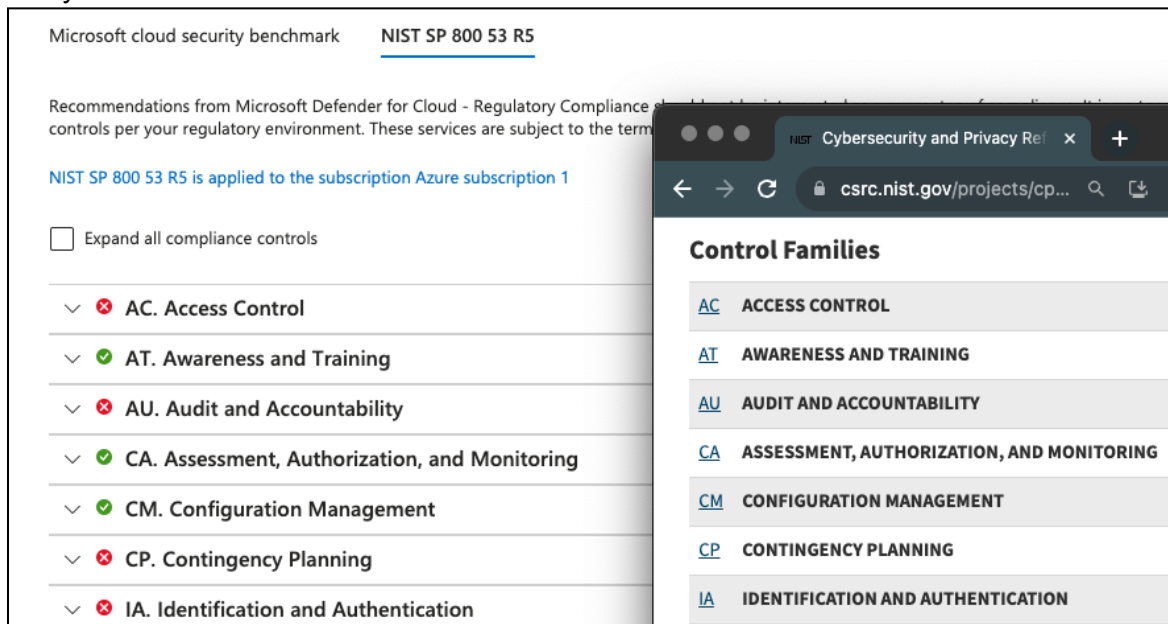 Microsoft cloud security benchmark NIST SP 800 53 R5
Recommendations from Microsoft Defender for Cloud - Regulatory Compliance
controls per your regulatory environment. These services are subject to the term
NIST SP 800 53 R5 is applied to the subscription Azure subscription 1
Expand all compliance controls
AC. Access Control
AT. Awareness and Training
AU. Audit and Accountability
CA. Assessment, Authorization, and Monitoring
CM. Configuration Management
CP. Contingency Planning
IA. Identification and Authentication
NIST Cybersecurity and Privacy Ref
csrc.nist.gov/projects/cp...
Control Families
AC ACCESS CONTROL
AT AWARENESS AND TRAINING
AU AUDIT AND ACCOUNTABILITY
CA ASSESSMENT, AUTHORIZATION, AND MONITORING
CM CONFIGURATION MANAGEMENT
CP CONTINGENCY PLANNING
IA IDENTIFICATION AND AUTHENTICATION